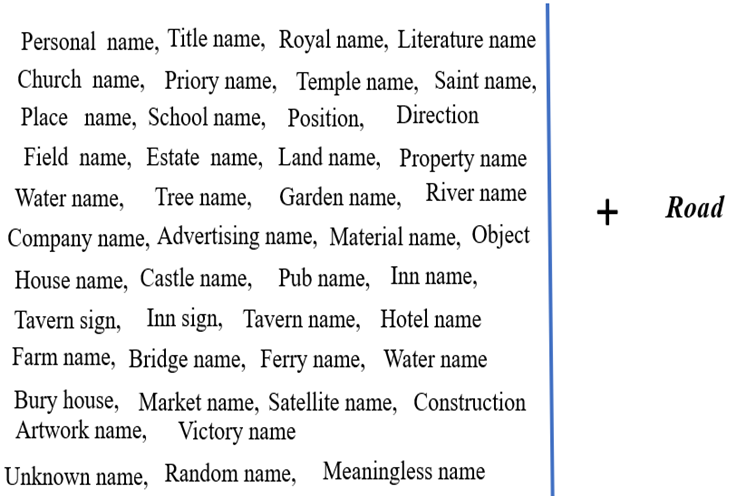 Personal name, Title name, Royal name, Literature name
Church name, Priory name, Temple name, Saint name,
Place name, School name, Position, Direction
Field name, Estate name, Land name, Property name
Water name, Tree name, Garden name, River name
+ Road
Company name, Advertising name, Material name, Object
House name, Castle name, Pub name, Inn name,
Tavern sign, Inn sign, Tavern name, Hotel name
Farm name, Bridge name, Ferry name, Water name
Bury house, Market name, Satellite name, Construction
Artwork name, Victory name
Unknown name, Random name, Meaningless name